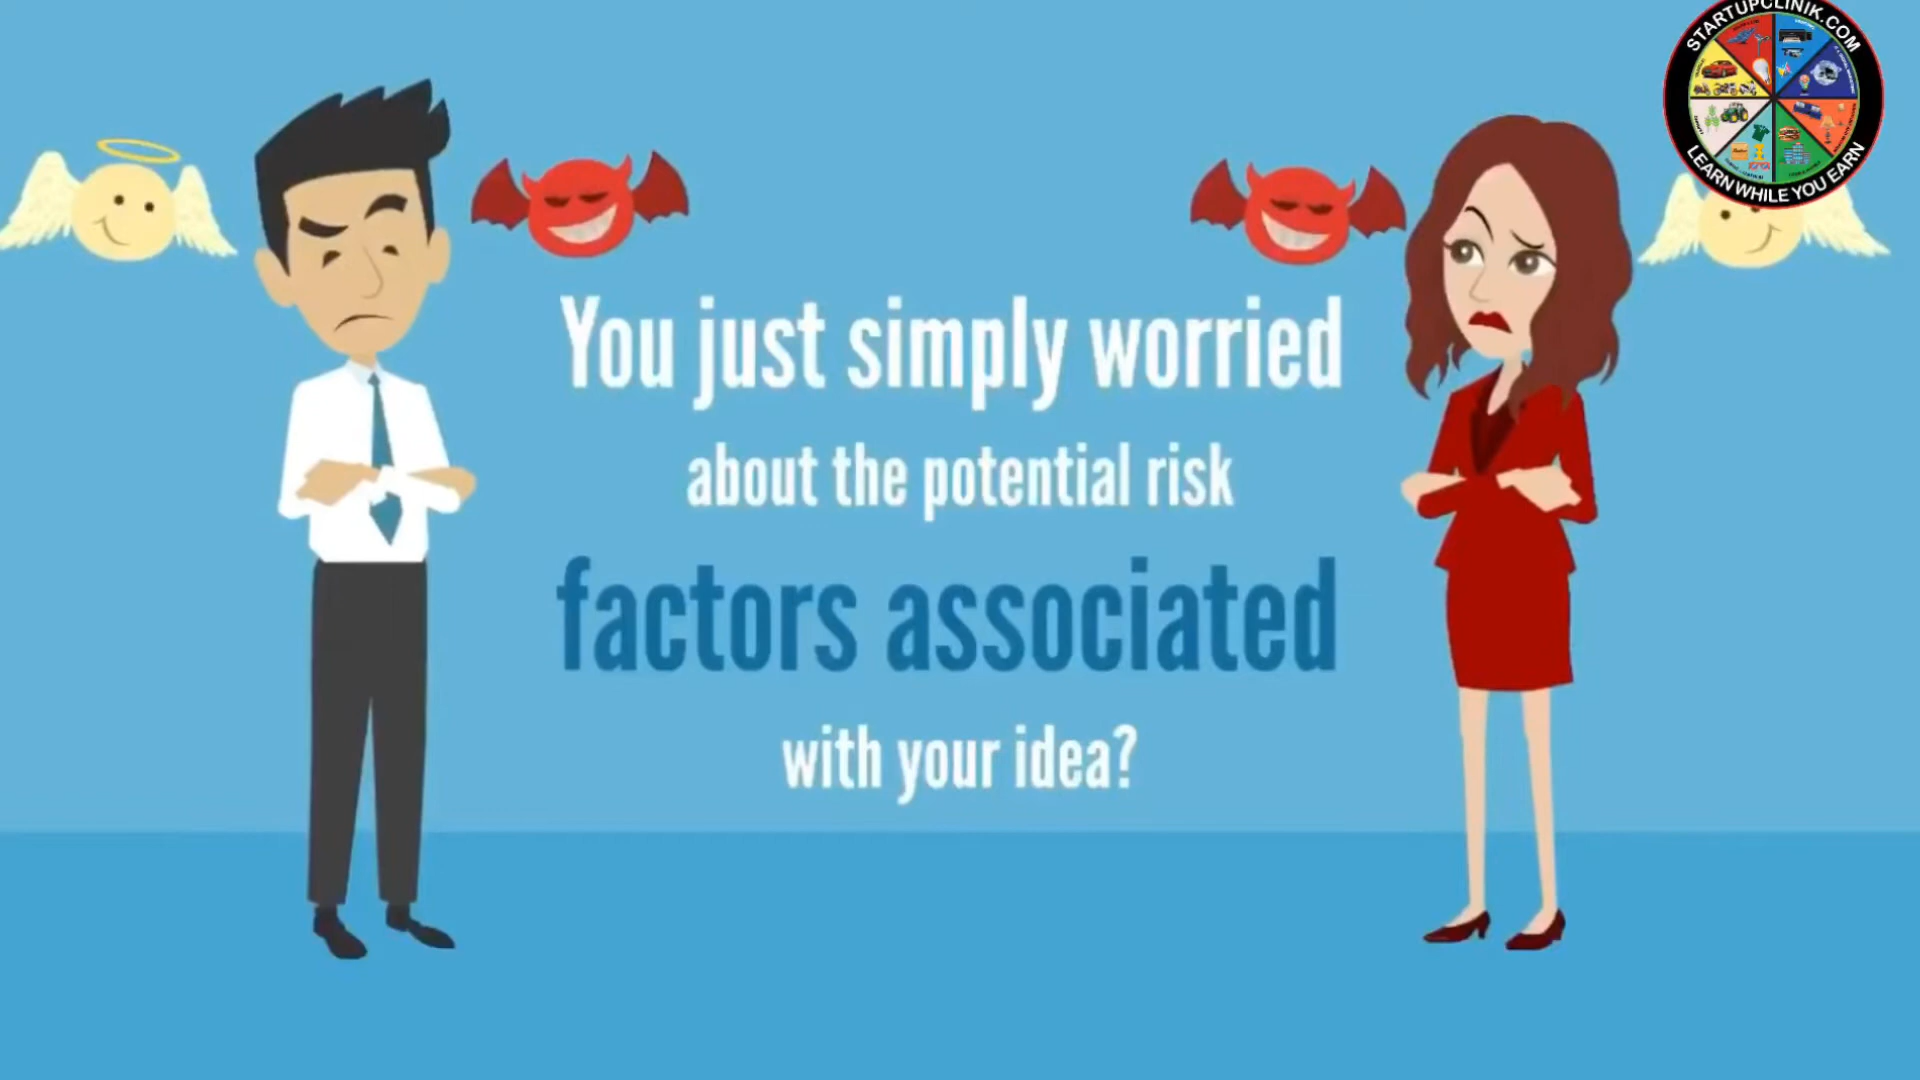 STARTUPCLINIK.COM
LEARN WHILE YOU EARN
You just simply worried
about the potential risk
factors associated
with your idea?